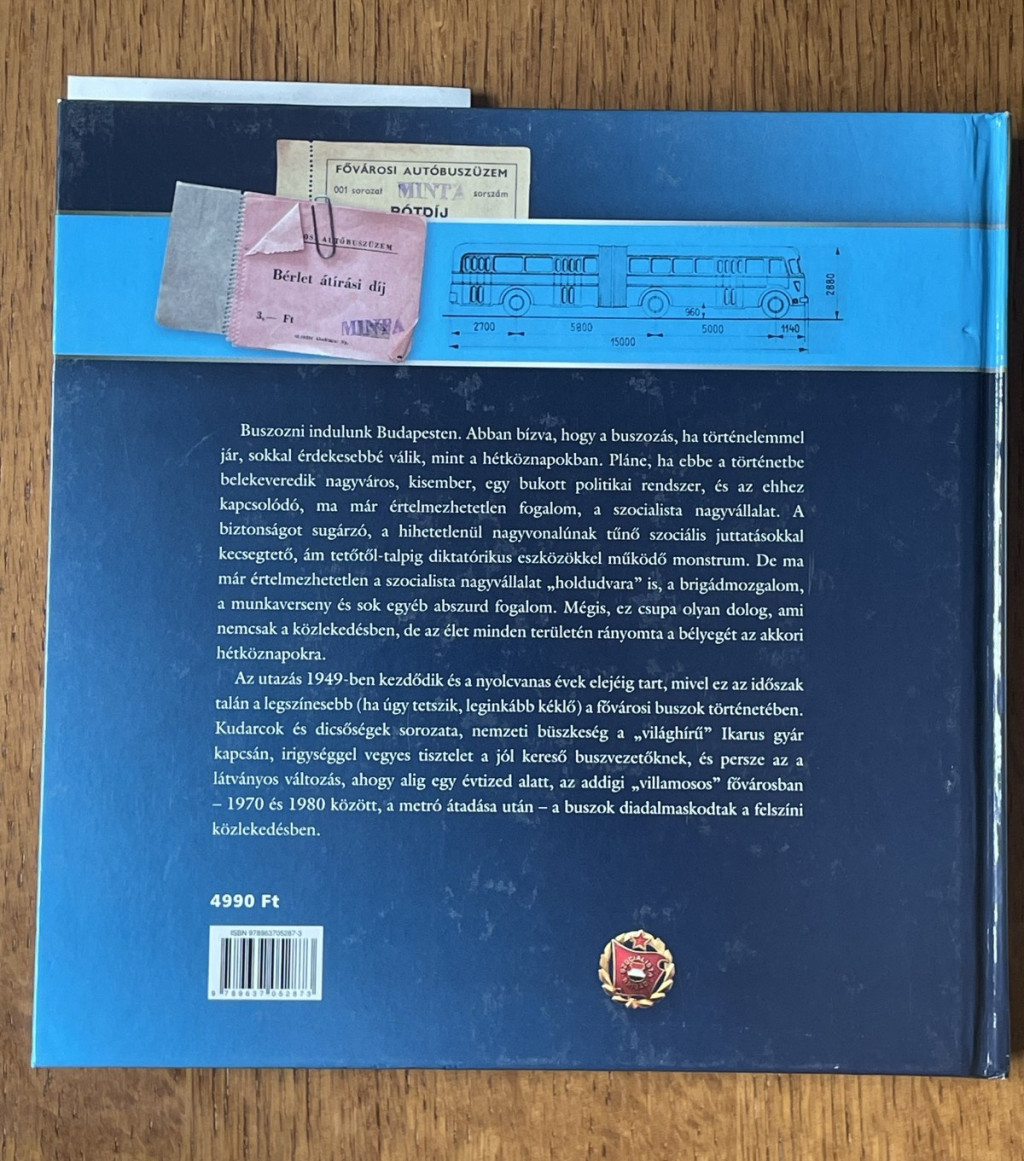 FŐVÁROSI AUTÓBUSZÜZEM
001 sorozat MINTA sorszám
PÓTDÍJ
AUTÓBUSZÜZEM
Bérlet átírási díj
3,— Ft
MINTA
2880
960
2700 5800 5000 1140
15000
Buszozni indulunk Budapesten. Abban bízva, hogy a buszozás, ha történelemmel
jár, sokkal érdekesebbé válik, mint a hétköznapokban. Pláne, ha ebbe a történetbe
belekeveredik nagyváros, kisember, egy bukott politikai rendszer, és az ehhez
kapcsolódó, ma már értelmezhetetlen fogalom, a szocialista nagyvállalat. A
biztonságot sugárzó, a hihetetlenül nagyvonalúnak tűnő szociális juttatásokkal
kecsegtető, ám tetőtől-talpig diktatórikus eszközökkel működő monstrum. De ma
már értelmezhetetlen a szocialista nagyvállalat „holdudvara” is, a brigádmozgalom,
a munkaverseny és sok egyéb abszurd fogalom. Mégis, ez csupa olyan dolog, ami
nemcsak a közlekedésben, de az élet minden területén rányomta a bélyegét az akkori
hétköznapokra.
Az utazás 1949-ben kezdődik és a nyolcvanas évek elejéig tart, mivel ez az időszak
talán a legszínesebb (ha úgy tetszik, leginkább kéklő) a fővárosi buszok történetében.
Kudarcok és dicsőségek sorozata, nemzeti büszkeség a „világhírű” Ikarus gyár
kapcsán, irigységgel vegyes tisztelet a jól kereső buszvezetőknek, és persze az a
látványos változás, ahogy alig egy évtized alatt, az addigi „villamosos” fővárosban
– 1970 és 1980 között, a metró átadása után – a buszok diadalmaskodtak a felszíni
közlekedésben.
4990 Ft
ISBN 978963705287-3
9 789637 052873